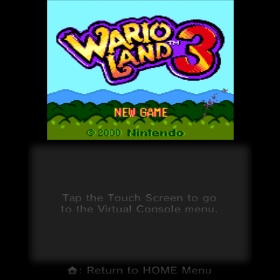 WARIO
LAND™ 3
NEW GAME
© 2000 Nintendo
Tap the Touch Screen to go
to the Virtual Console menu.
: Return to HOME Menu